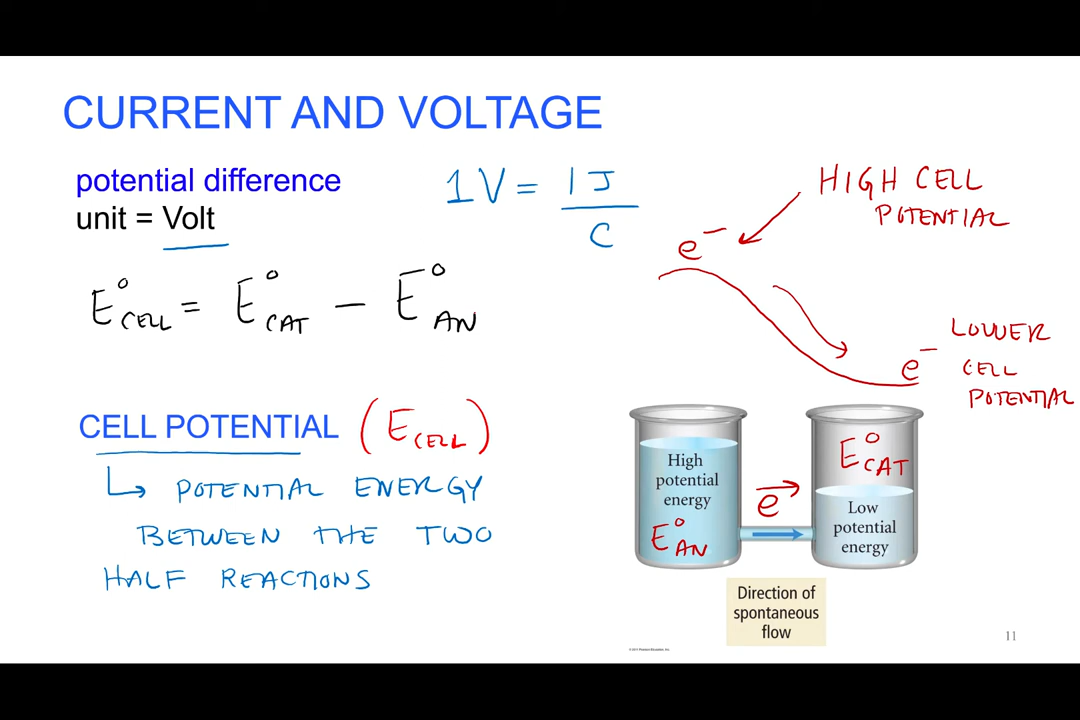 CURRENT AND VOLTAGE
potential difference
unit = Volt
1V = 1J / C
E°CELL = E°CAT − E°AN
CELL POTENTIAL (ECELL)
↳ POTENTIAL ENERGY
BETWEEN THE TWO
HALF REACTIONS
HIGH CELL
POTENTIAL
e−
e−
LOWER
CELL
POTENTIAL
High
potential
energy
E°AN
e→
E°CAT
Low
potential
energy
Direction of
spontaneous
flow
11